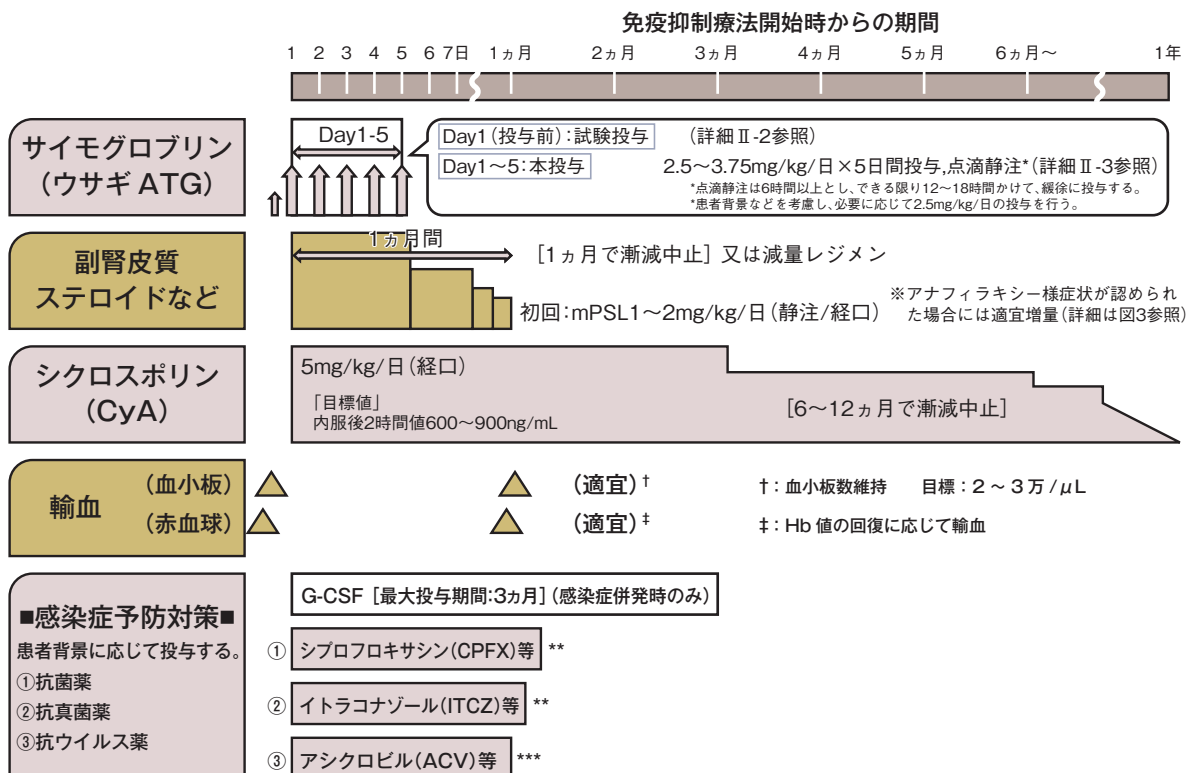 免疫抑制療法開始時からの期間
1 2 3 4 5 6 7日 1ヵ月 2ヵ月 3ヵ月 4ヵ月 5ヵ月 6ヵ月～ 1年
サイモグロブリン
（ウサギ ATG）
Day1-5
Day1（投与前）：試験投与 （詳細Ⅱ-2参照）
Day1～5：本投与 2.5～3.75mg/kg/日×5日間投与,点滴静注*（詳細Ⅱ-3参照）
*点滴静注は6時間以上とし、できる限り12～18時間かけて、緩徐に投与する。
*患者背景などを考慮し、必要に応じて2.5mg/kg/日の投与を行う。
副腎皮質
ステロイドなど
1ヵ月間
［1ヵ月で漸減中止］又は減量レジメン
初回：mPSL1～2mg/kg/日（静注/経口）
※アナフィラキシー様症状が認められ
た場合には適宜増量（詳細は図3参照）
シクロスポリン
（CyA）
5mg/kg/日（経口）
「目標値」
内服後2時間値600～900ng/mL
［6～12ヵ月で漸減中止］
輸血
（血小板）
（適宜）†
†：血小板数維持 目標：2～3万/μL
（赤血球）
（適宜）‡
‡：Hb 値の回復に応じて輸血
■感染症予防対策■
患者背景に応じて投与する。
①抗菌薬
②抗真菌薬
③抗ウイルス薬
G-CSF［最大投与期間:3ヵ月］（感染症併発時のみ）
① シプロフロキサシン（CPFX）等 **
② イトラコナゾール（ITCZ）等 **
③ アシクロビル（ACV）等 ***